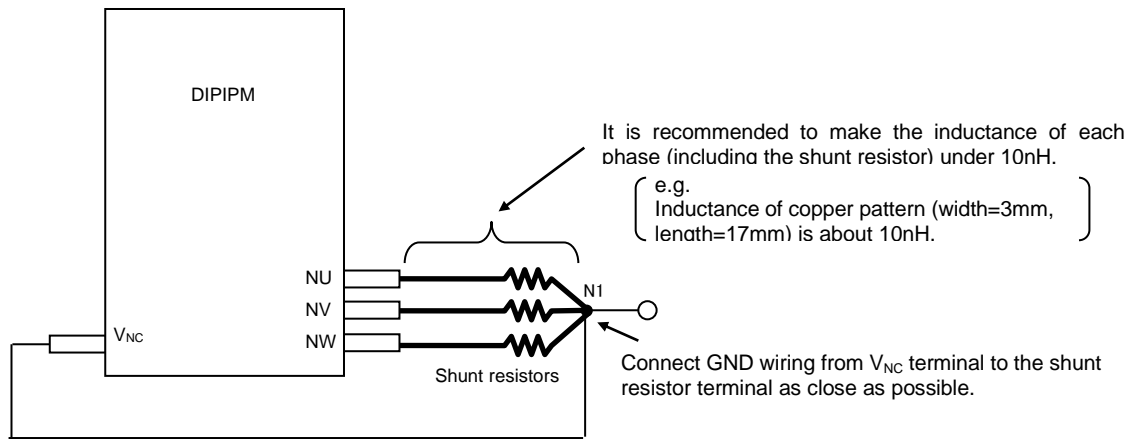 DIPIPM
It is recommended to make the inductance of each
phase (including the shunt resistor) under 10nH.
e.g.
Inductance of copper pattern (width=3mm,
length=17mm) is about 10nH.
NU
N1
NV
VNC
NW
Shunt resistors
Connect GND wiring from VNC terminal to the shunt
resistor terminal as close as possible.